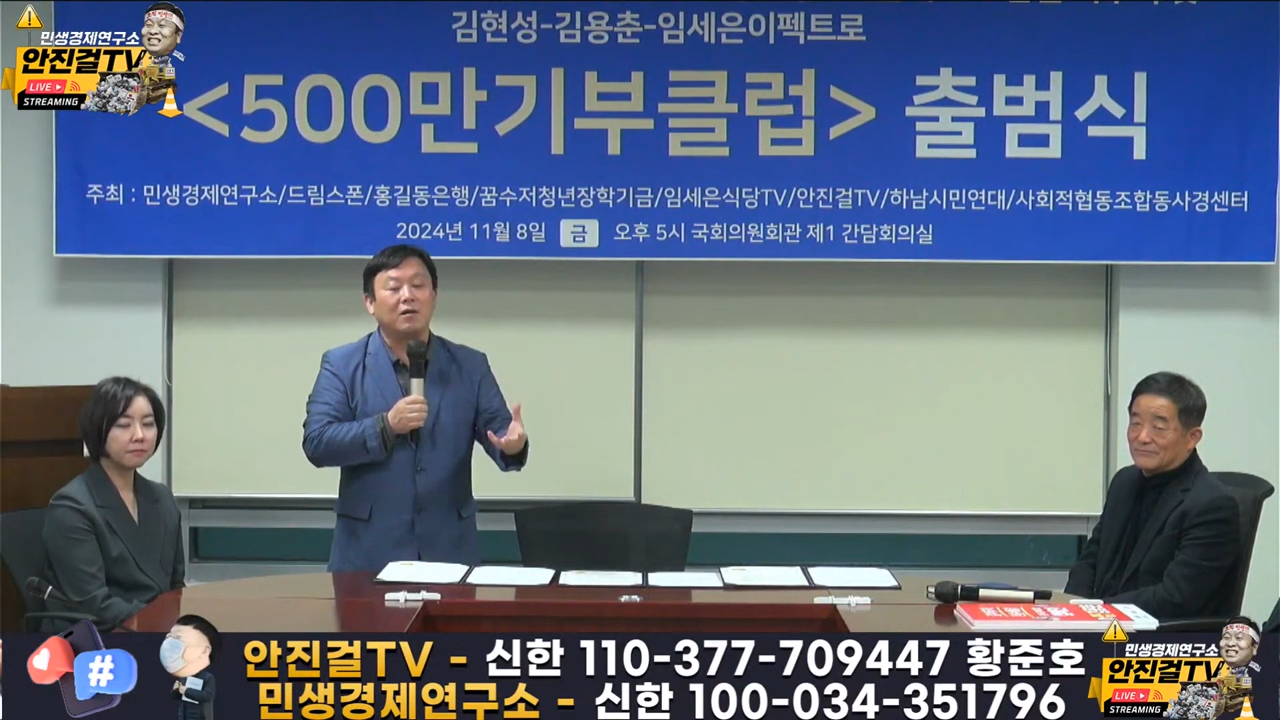 민생경제연구소
안진걸TV
LIVE
STREAMING
김현성-김용춘-임세은이펙트로
<500만기부클럽> 출범식
주최 : 민생경제연구소/드림스폰/홍길동은행/꿈수저청년장학기금/임세은식당TV/안진걸TV/하남시민연대/사회적협동조합동사경센터
2024년 11월 8일 금 오후 5시 국회의원회관 제1 간담회의실
#
안진걸TV - 신한 110-377-709447 황준호
민생경제연구소 - 신한 100-034-351796
민생경제연구소
안진걸TV
LIVE
STREAMING